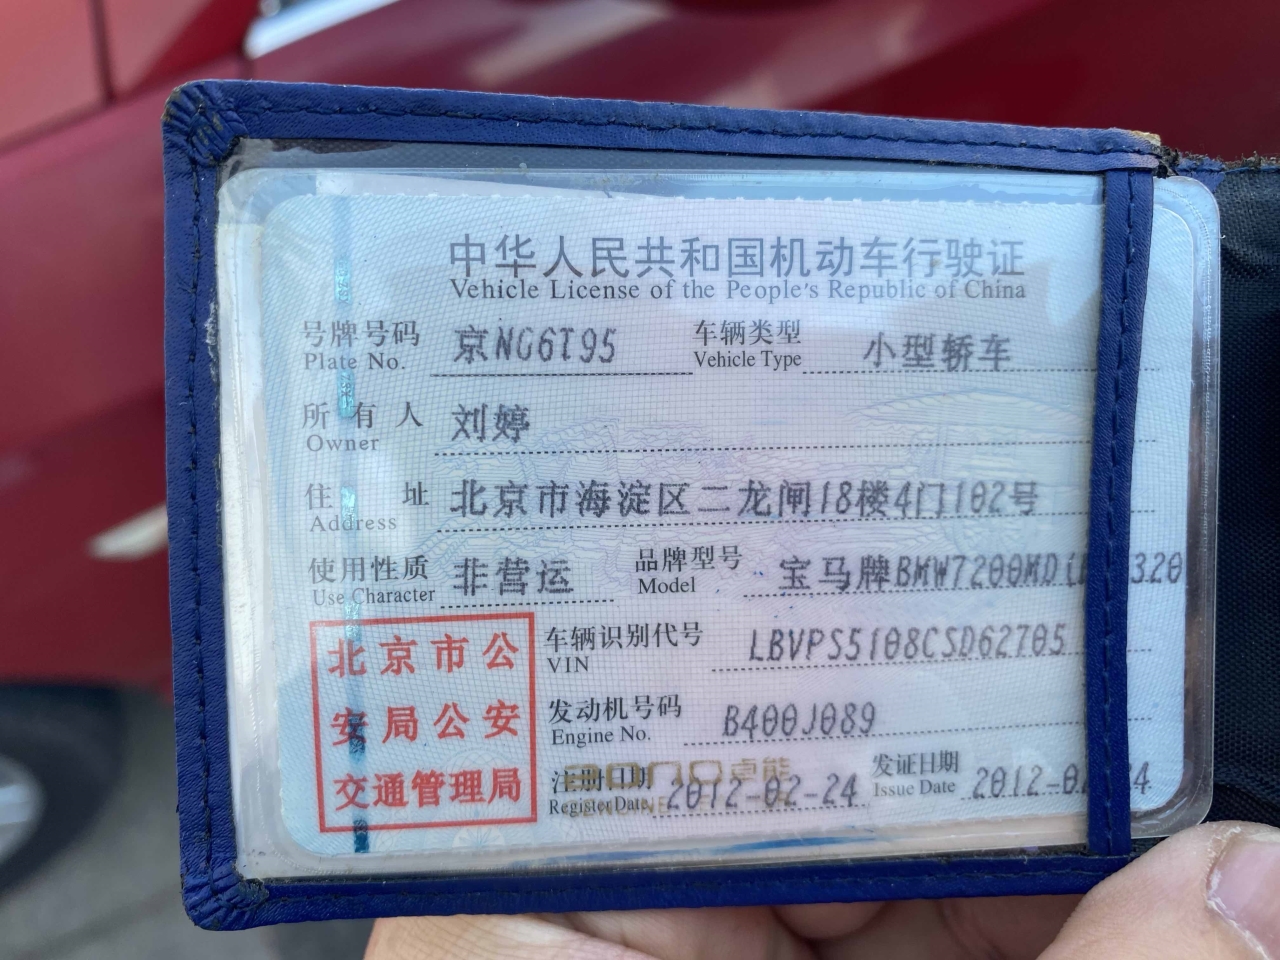 中华人民共和国机动车行驶证
Vehicle License of the People's Republic of China
号牌号码 京NG6T95 车辆类型 小型轿车
Plate No. Vehicle Type
所有人 刘婷
Owner
住址 北京市海淀区二龙闸18楼4门102号
Address
使用性质 非营运 品牌型号 宝马牌BMW7200MD 320
Use Character Model
北京市公 车辆识别代号 LBVPS5108CSD62705
VIN
安局公安 发动机号码 B400J089
Engine No.
交通管理局 注册日期 2012-02-24 发证日期 2012-0 4
Register Date Issue Date
卓能